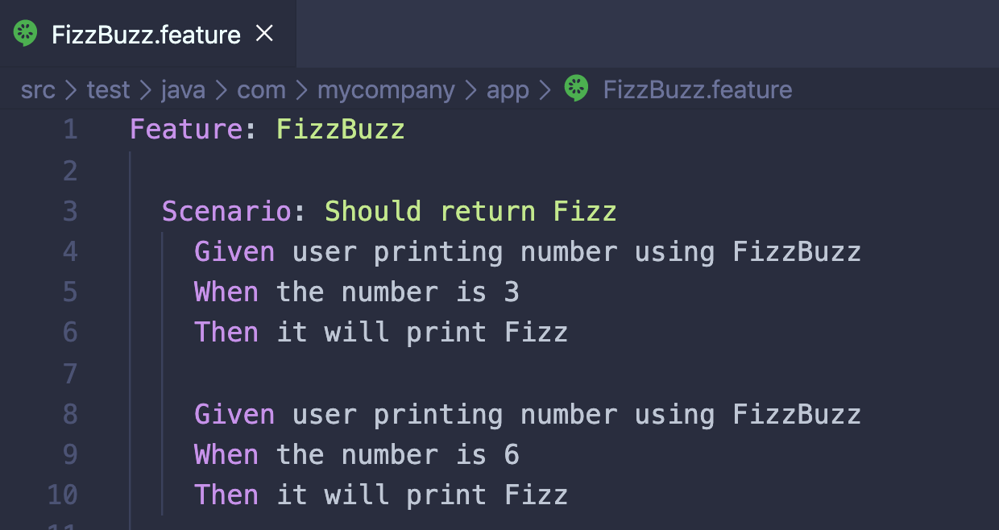 FizzBuzz.feature
src > test > java > com > mycompany > app > FizzBuzz.feature
1 Feature: FizzBuzz
2
3 Scenario: Should return Fizz
4 Given user printing number using FizzBuzz
5 When the number is 3
6 Then it will print Fizz
7
8 Given user printing number using FizzBuzz
9 When the number is 6
10 Then it will print Fizz
11